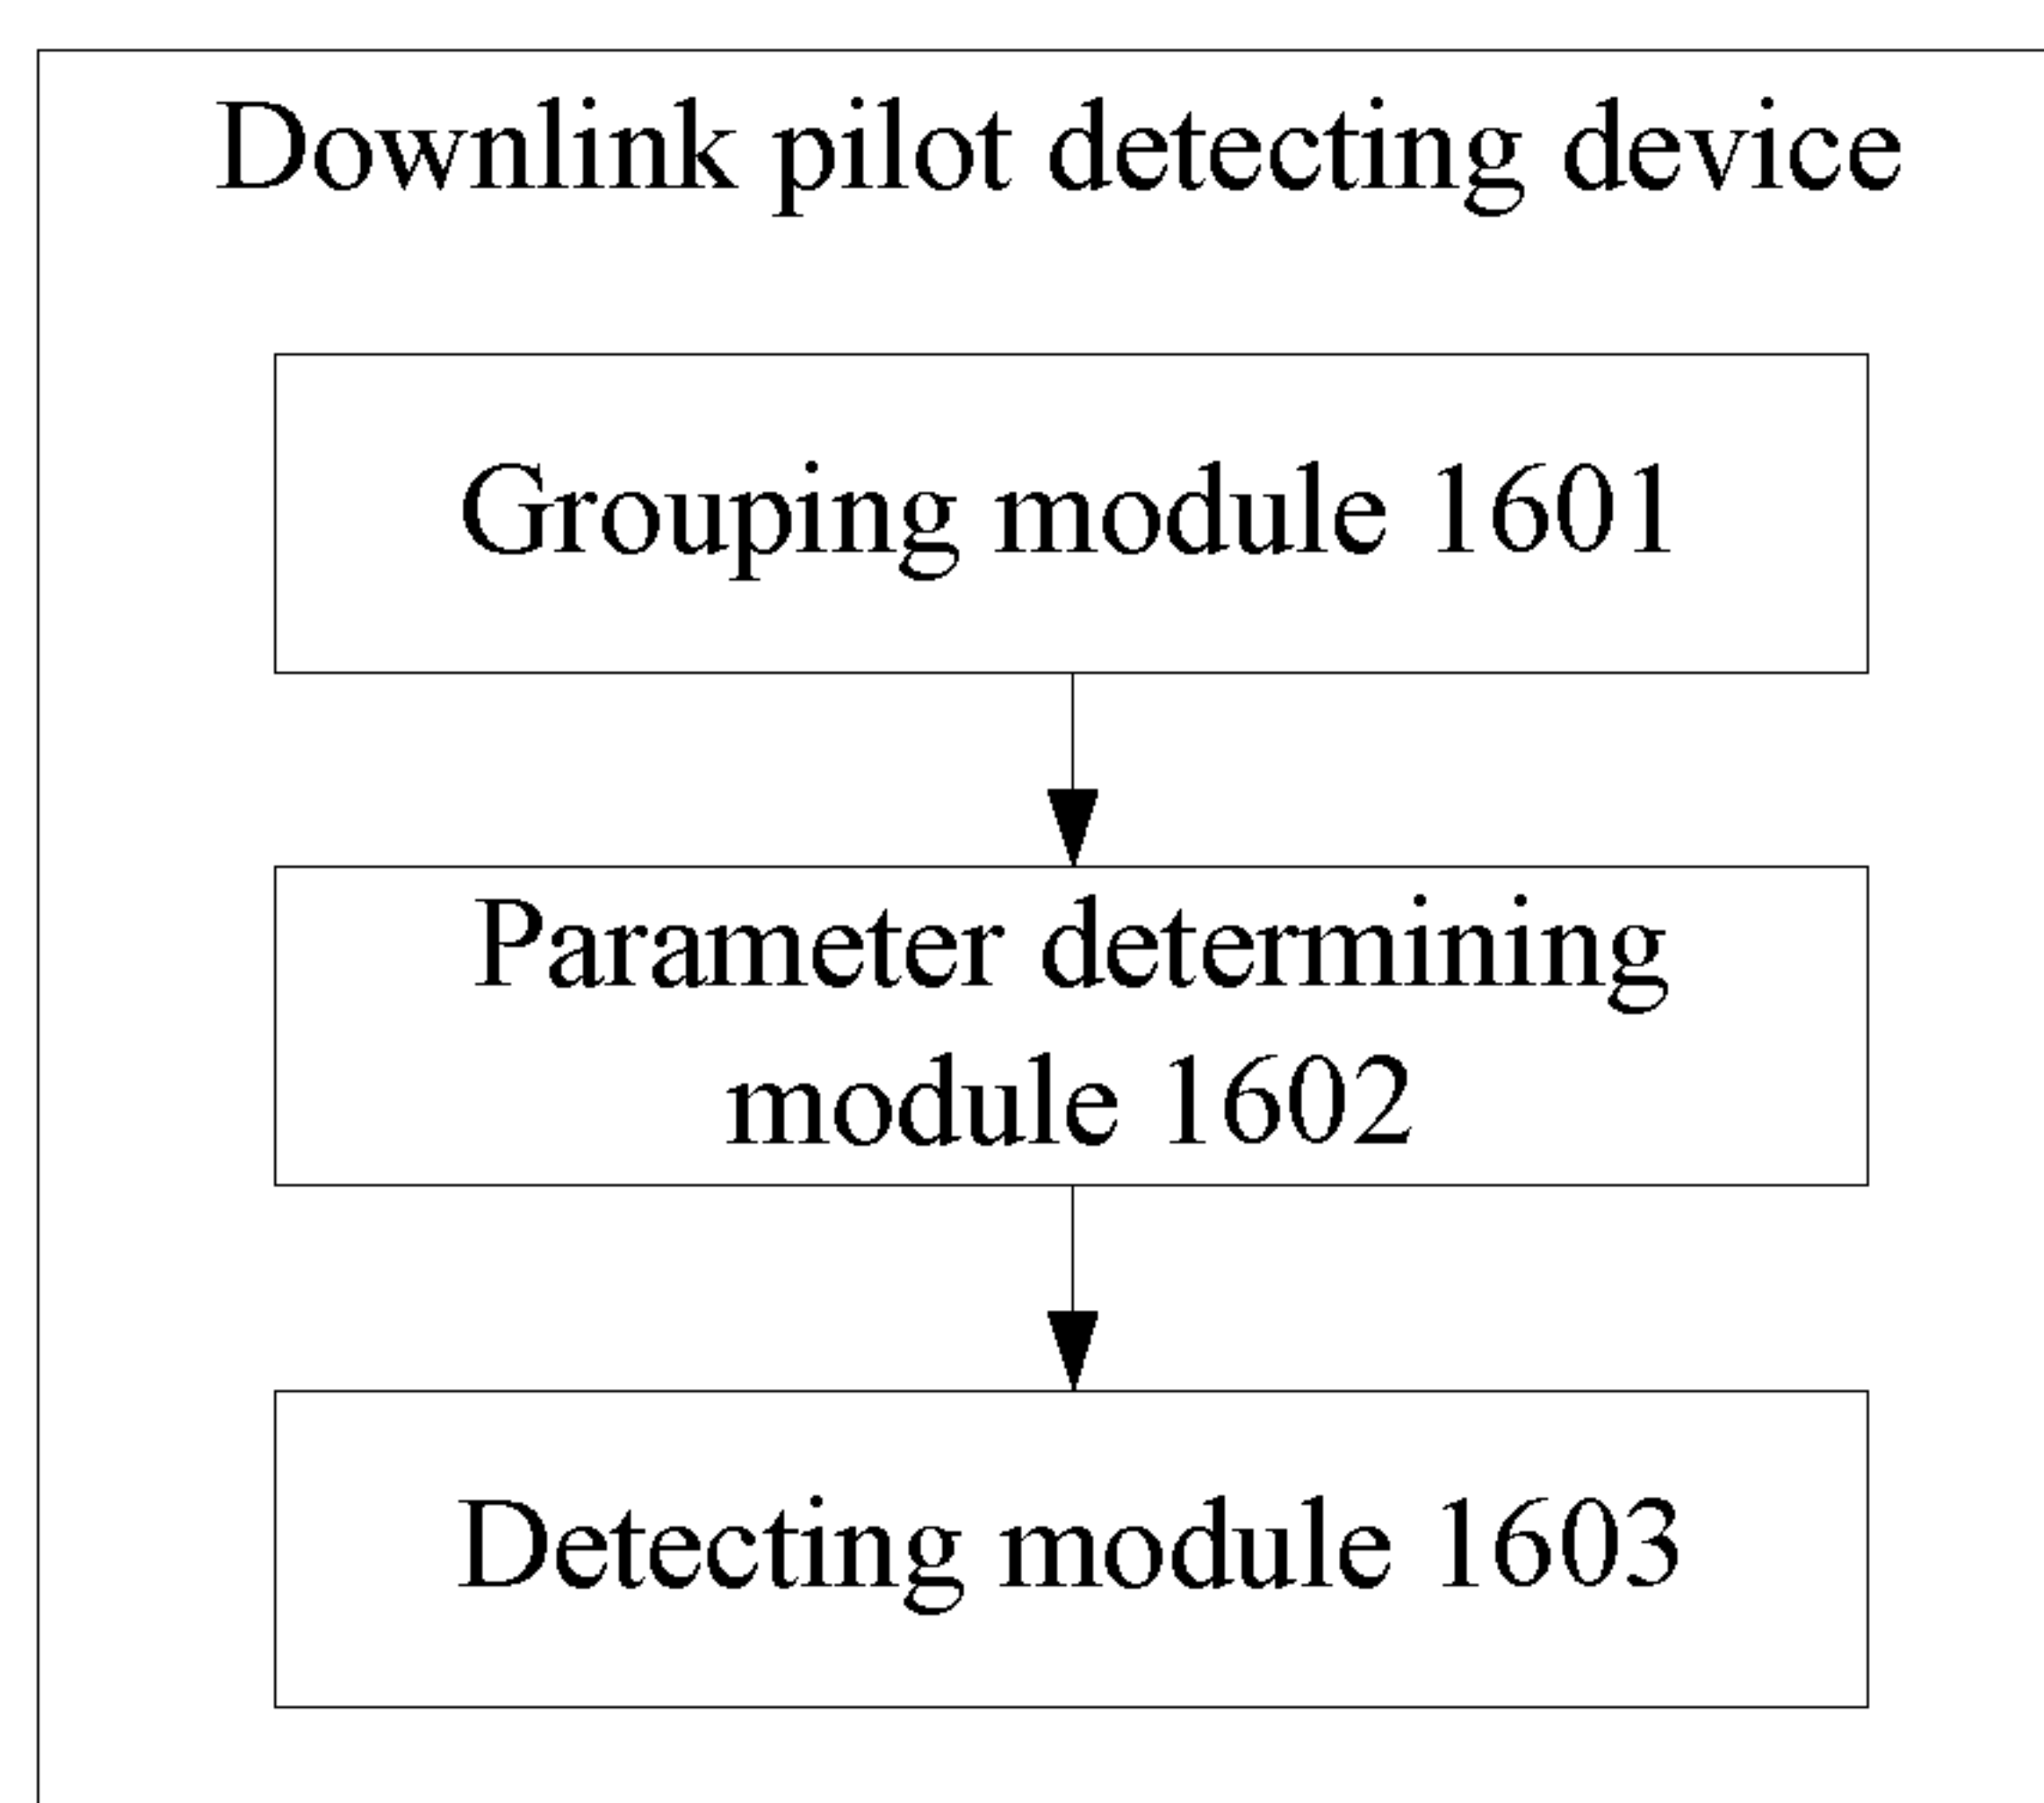 Downlink pilot detecting device
Grouping module 1601
Parameter determining
module 1602
Detecting module 1603